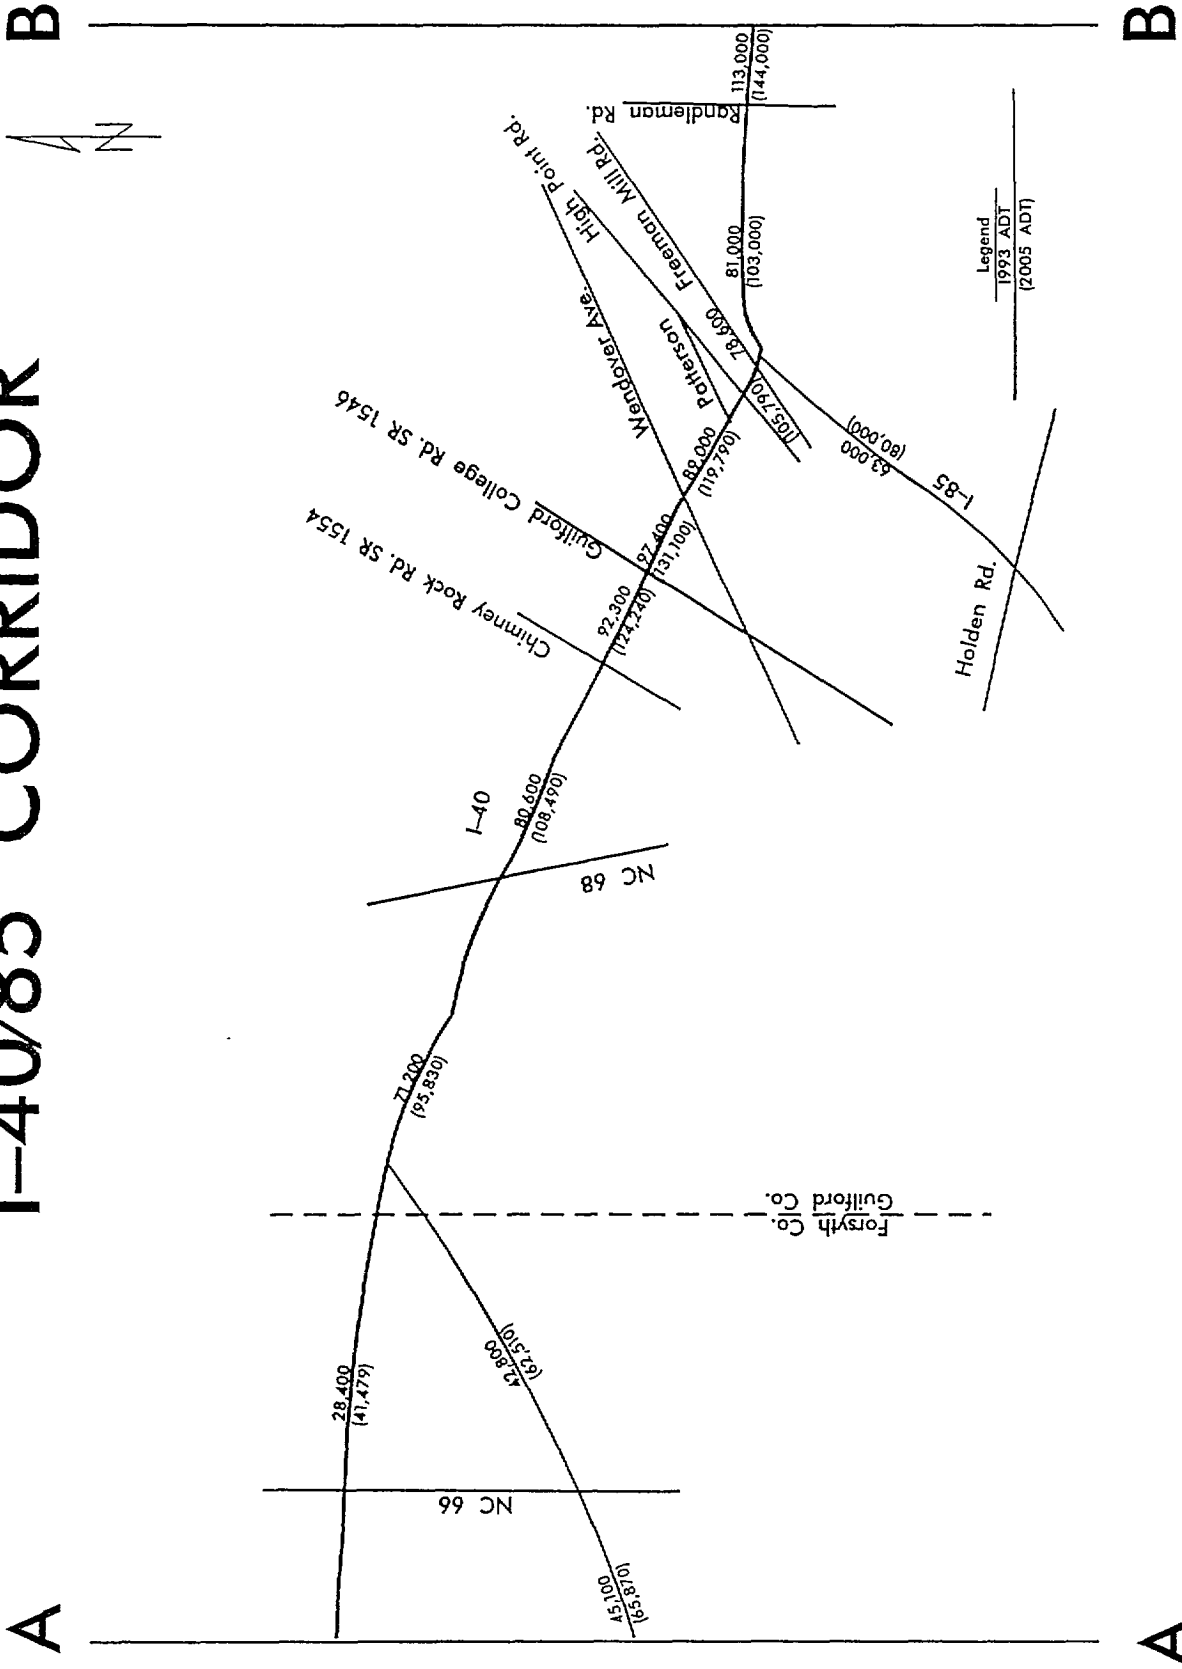 I-40/85 CORRIDOR
A
B
28,400
(41,479)
NC 66
45,100
(65,870)
42,800
(62,510)
Forsyth Co.
Guilford Co.
71,200
(95,830)
I-40
NC 68
80,600
(108,490)
Chimney Rock Rd. SR 1554
92,300
(124,240)
Guilford College Rd. SR 1546
97,400
(131,100)
Wendover Ave.
89,000
(119,790)
Patterson
High Point Rd.
78,600
(105,790)
Freeman Mill Rd.
81,000
(103,000)
Randleman Rd.
113,000
(144,000)
63,000
(80,000)
I-85
Holden Rd.
Legend
1993 ADT
(2005 ADT)
N
A
B